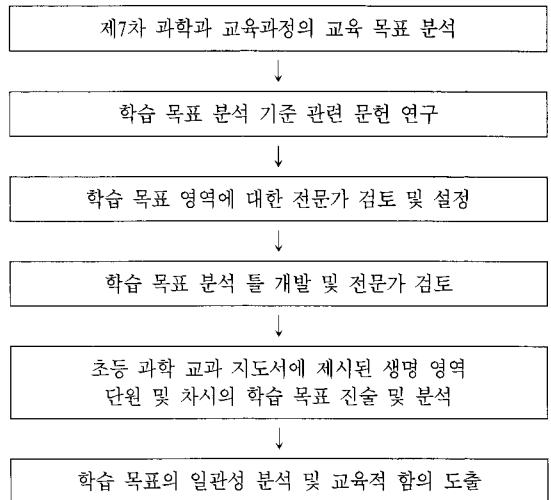 제7차 과학과 교육과정의 교육 목표 분석
↓
학습 목표 분석 기준 관련 문헌 연구
↓
학습 목표 영역에 대한 전문가 검토 및 설정
↓
학습 목표 분석 틀 개발 및 전문가 검토
↓
초등 과학 교과 지도서에 제시된 생명 영역
단원 및 차시의 학습 목표 진술 및 분석
↓
학습 목표의 일관성 분석 및 교육적 함의 도출